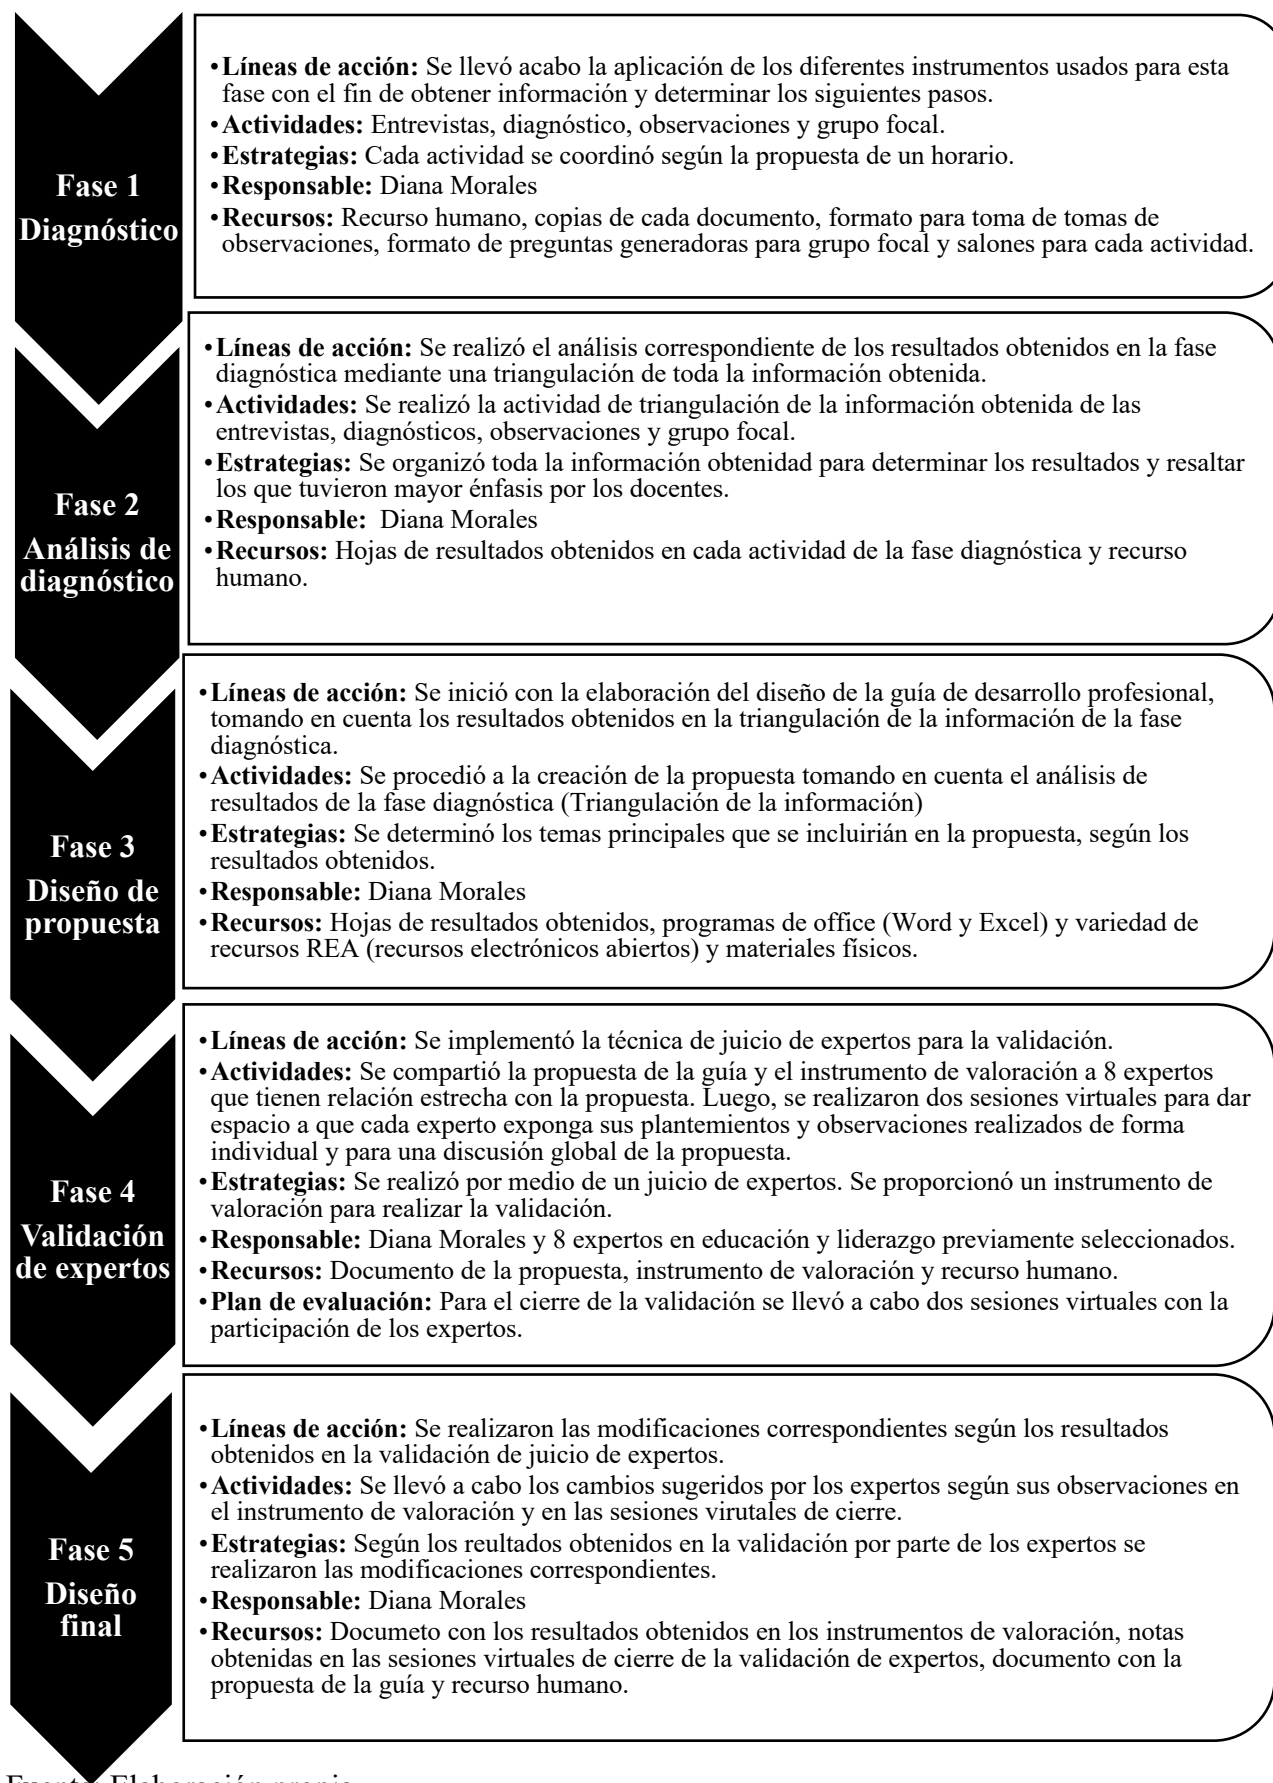 Fase 1
Diagnóstico
•Líneas de acción: Se llevó acabo la aplicación de los diferentes instrumentos usados para esta
fase con el fin de obtener información y determinar los siguientes pasos.
•Actividades: Entrevistas, diagnóstico, observaciones y grupo focal.
•Estrategias: Cada actividad se coordinó según la propuesta de un horario.
•Responsable: Diana Morales
•Recursos: Recurso humano, copias de cada documento, formato para toma de tomas de
observaciones, formato de preguntas generadoras para grupo focal y salones para cada actividad.
Fase 2
Análisis de
diagnóstico
•Líneas de acción: Se realizó el análisis correspondiente de los resultados obtenidos en la fase
diagnóstica mediante una triangulación de toda la información obtenida.
•Actividades: Se realizó la actividad de triangulación de la información obtenida de las
entrevistas, diagnósticos, observaciones y grupo focal.
•Estrategias: Se organizó toda la información obtenidad para determinar los resultados y resaltar
los que tuvieron mayor énfasis por los docentes.
•Responsable: Diana Morales
•Recursos: Hojas de resultados obtenidos en cada actividad de la fase diagnóstica y recurso
humano.
Fase 3
Diseño de
propuesta
•Líneas de acción: Se inició con la elaboración del diseño de la guía de desarrollo profesional,
tomando en cuenta los resultados obtenidos en la triangulación de la información de la fase
diagnóstica.
•Actividades: Se procedió a la creación de la propuesta tomando en cuenta el análisis de
resultados de la fase diagnóstica (Triangulación de la información)
•Estrategias: Se determinó los temas principales que se incluirián en la propuesta, según los
resultados obtenidos.
•Responsable: Diana Morales
•Recursos: Hojas de resultados obtenidos, programas de office (Word y Excel) y variedad de
recursos REA (recursos electrónicos abiertos) y materiales físicos.
Fase 4
Validación
de expertos
•Líneas de acción: Se implementó la técnica de juicio de expertos para la validación.
•Actividades: Se compartió la propuesta de la guía y el instrumento de valoración a 8 expertos
que tienen relación estrecha con la propuesta. Luego, se realizaron dos sesiones virtuales para dar
espacio a que cada experto exponga sus plantemientos y observaciones realizados de forma
individual y para una discusión global de la propuesta.
•Estrategias: Se realizó por medio de un juicio de expertos. Se proporcionó un instrumento de
valoración para realizar la validación.
•Responsable: Diana Morales y 8 expertos en educación y liderazgo previamente seleccionados.
•Recursos: Documento de la propuesta, instrumento de valoración y recurso humano.
•Plan de evaluación: Para el cierre de la validación se llevó a cabo dos sesiones virtuales con la
participación de los expertos.
Fase 5
Diseño
final
•Líneas de acción: Se realizaron las modificaciones correspondientes según los resultados
obtenidos en la validación de juicio de expertos.
•Actividades: Se llevó a cabo los cambios sugeridos por los expertos según sus observaciones en
el instrumento de valoración y en las sesiones virutales de cierre.
•Estrategias: Según los reultados obtenidos en la validación por parte de los expertos se
realizaron las modificaciones correspondientes.
•Responsable: Diana Morales
•Recursos: Documeto con los resultados obtenidos en los instrumentos de valoración, notas
obtenidas en las sesiones virtuales de cierre de la validación de expertos, documento con la
propuesta de la guía y recurso humano.
Fuente: Elaboración propia